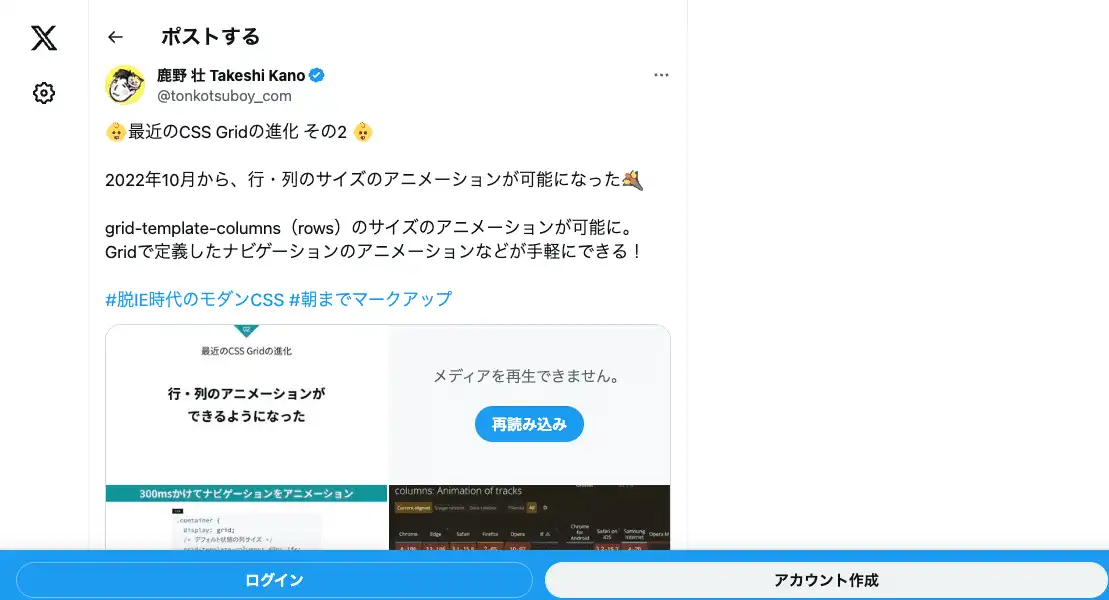 ポストする
鹿野 壮 Takeshi Kano
@tonkotsuboy_com
👶最近のCSS Gridの進化 その2 👶
2022年10月から、行・列のサイズのアニメーションが可能になった
grid-template-columns（rows）のサイズのアニメーションが可能に。
Gridで定義したナビゲーションのアニメーションなどが手軽にできる！
#脱IE時代のモダンCSS #朝までマークアップ
02
最近のCSS Gridの進化
行・列のアニメーションが
できるようになった
メディアを再生できません。
再読み込み
300msかけてナビゲーションをアニメーション
.container {
display: grid;
/* デフォルト状態の列サイズ */
columns: Animation of tracks
Current aligned Usage relative Date relative Filtered All
Chrome Edge Safari Firefox Opera IE Chrome for Android Safari on iOS Samsung Internet Opera M
ログイン
アカウント作成